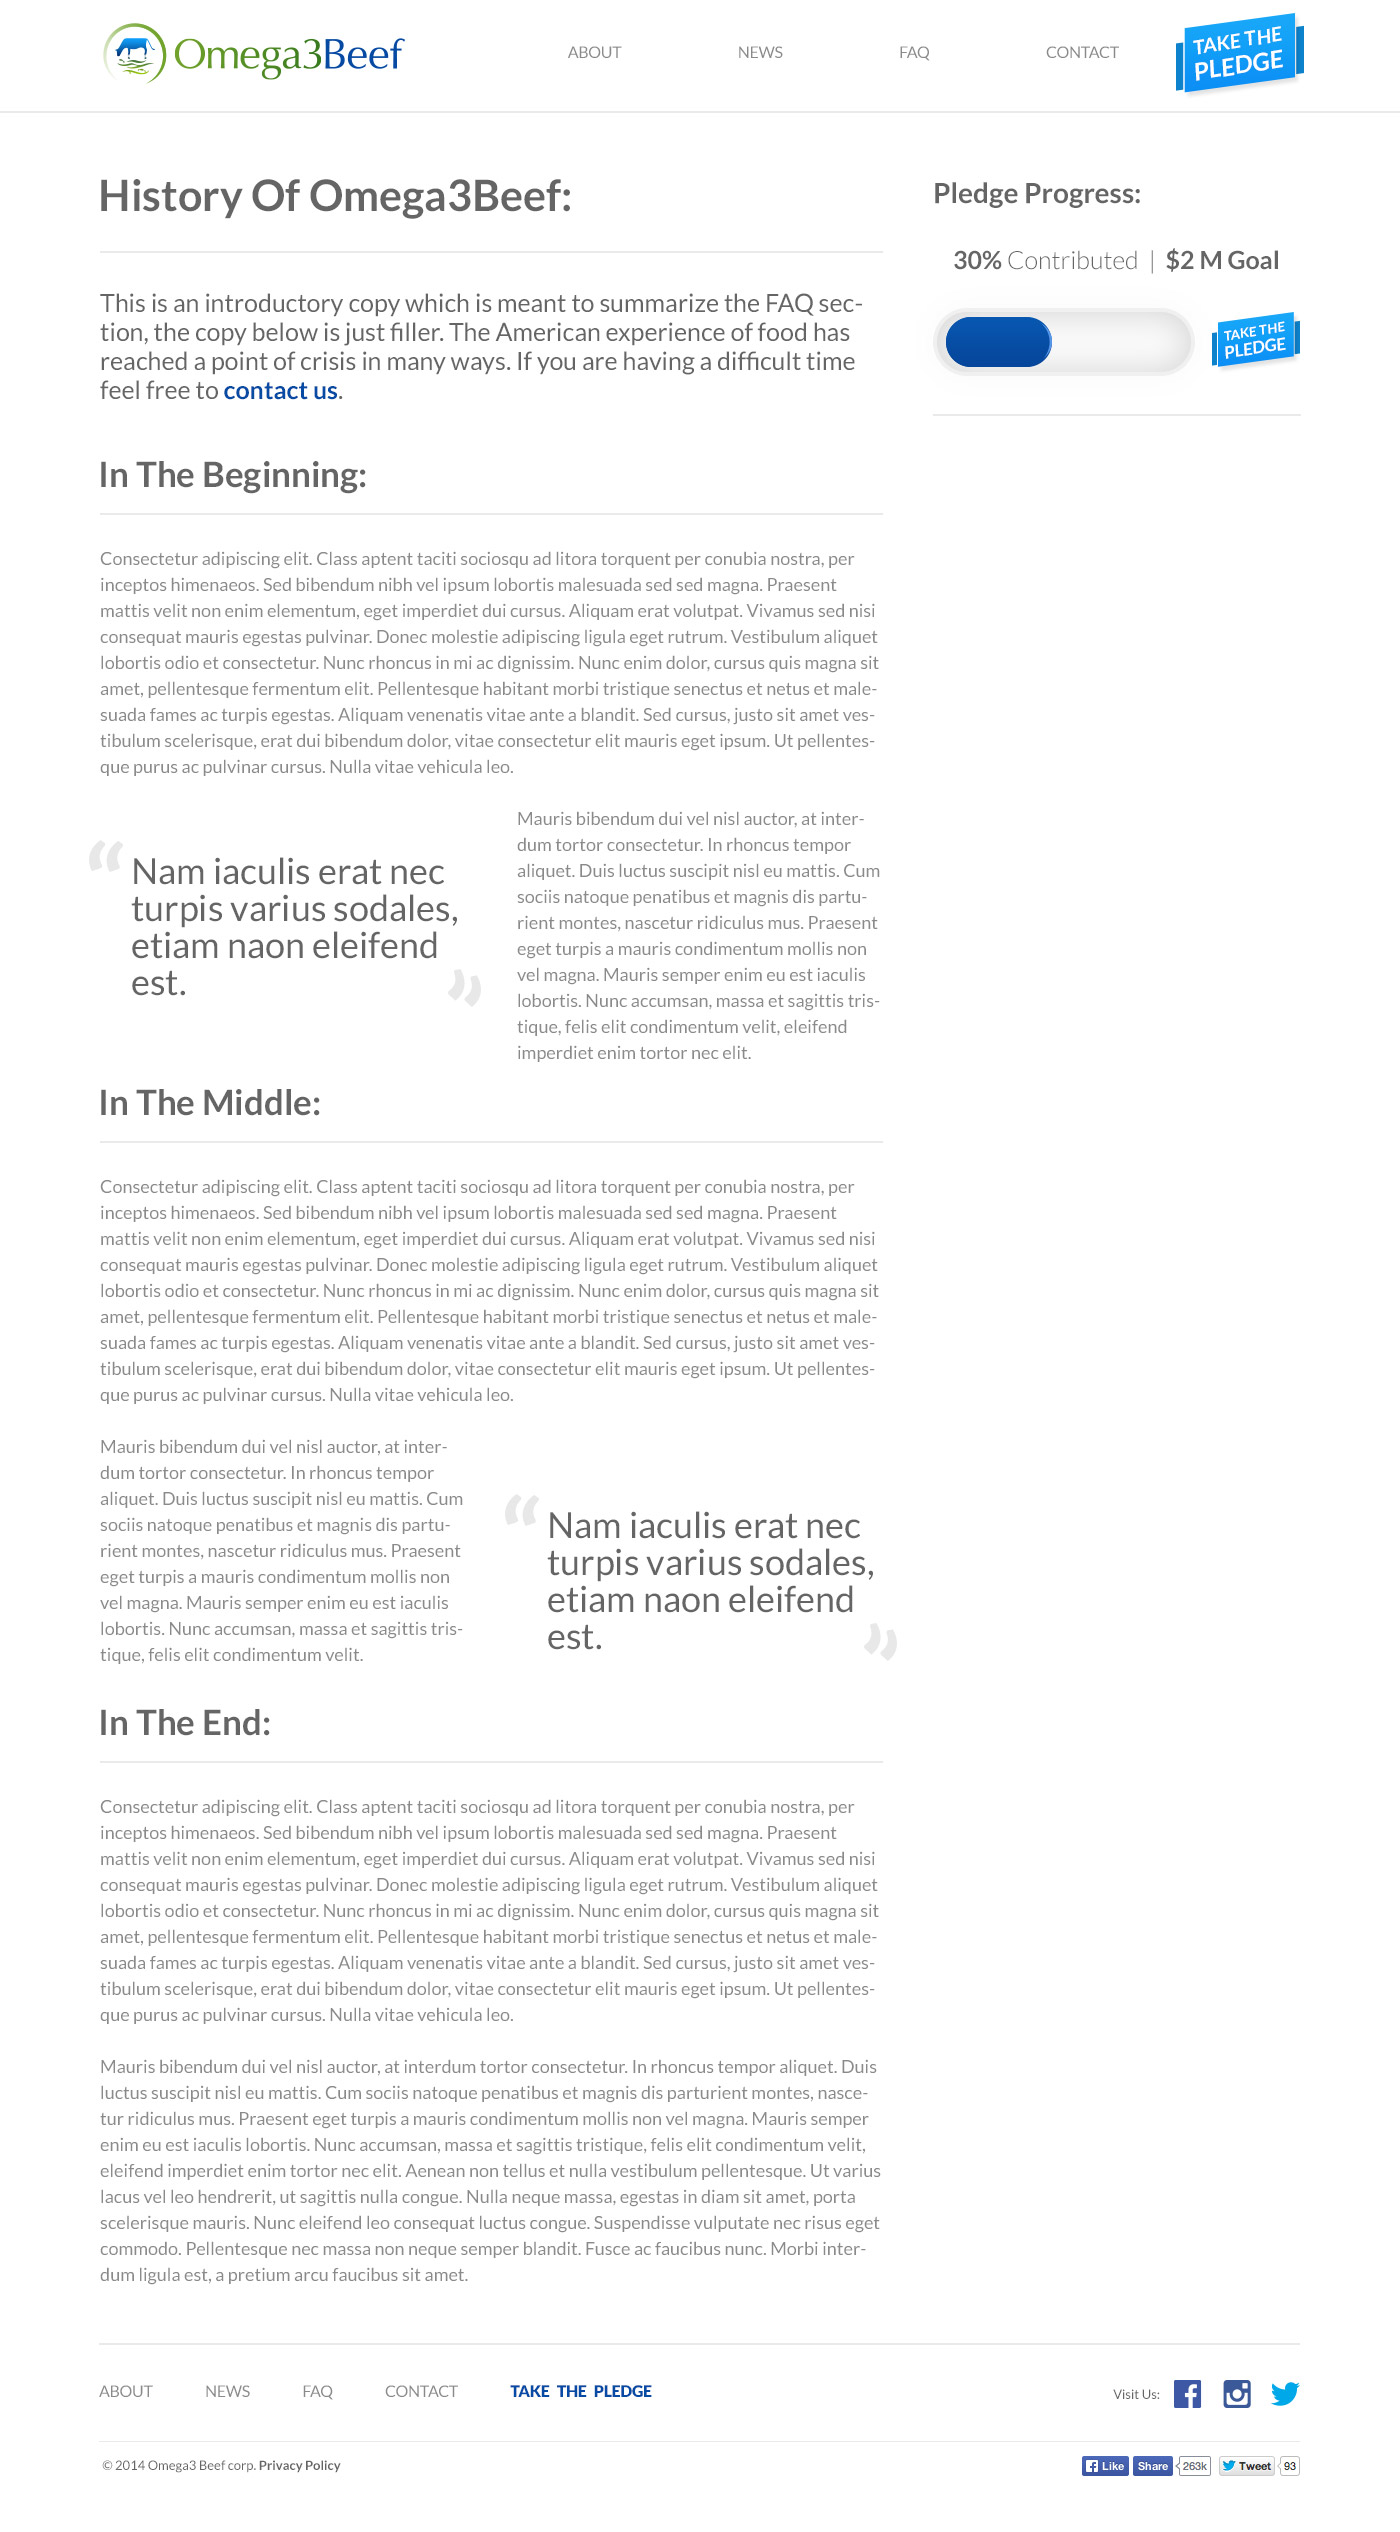 Omega3Beef
ABOUT NEWS FAQ CONTACT
TAKE THE
PLEDGE
History Of Omega3Beef:
This is an introductory copy which is meant to summarize the FAQ sec-
tion, the copy below is just filler. The American experience of food has
reached a point of crisis in many ways. If you are having a difficult time
feel free to contact us.
Pledge Progress:
30% Contributed | $2 M Goal
TAKE THE
PLEDGE
In The Beginning:
Consectetur adipiscing elit. Class aptent taciti sociosqu ad litora torquent per conubia nostra, per
inceptos himenaeos. Sed bibendum nibh vel ipsum lobortis malesuada sed sed magna. Praesent
mattis velit non enim elementum, eget imperdiet dui cursus. Aliquam erat volutpat. Vivamus sed nisi
consequat mauris egestas pulvinar. Donec molestie adipiscing ligula eget rutrum. Vestibulum aliquet
lobortis odio et consectetur. Nunc rhoncus in mi ac dignissim. Nunc enim dolor, cursus quis magna sit
amet, pellentesque fermentum elit. Pellentesque habitant morbi tristique senectus et netus et male-
suada fames ac turpis egestas. Aliquam venenatis vitae ante a blandit. Sed cursus, justo sit amet ves-
tibulum scelerisque, erat dui bibendum dolor, vitae consectetur elit mauris eget ipsum. Ut pellentes-
que purus ac pulvinar cursus. Nulla vitae vehicula leo.
“Nam iaculis erat nec
turpis varius sodales,
etiam naon eleifend
est.”
Mauris bibendum dui vel nisl auctor, at inter-
dum tortor consectetur. In rhoncus tempor
aliquet. Duis luctus suscipit nisl eu mattis. Cum
sociis natoque penatibus et magnis dis partu-
rient montes, nascetur ridiculus mus. Praesent
eget turpis a mauris condimentum mollis non
vel magna. Mauris semper enim eu est iaculis
lobortis. Nunc accumsan, massa et sagittis tris-
tique, felis elit condimentum velit, eleifend
imperdiet enim tortor nec elit.
In The Middle:
Consectetur adipiscing elit. Class aptent taciti sociosqu ad litora torquent per conubia nostra, per
inceptos himenaeos. Sed bibendum nibh vel ipsum lobortis malesuada sed sed magna. Praesent
mattis velit non enim elementum, eget imperdiet dui cursus. Aliquam erat volutpat. Vivamus sed nisi
consequat mauris egestas pulvinar. Donec molestie adipiscing ligula eget rutrum. Vestibulum aliquet
lobortis odio et consectetur. Nunc rhoncus in mi ac dignissim. Nunc enim dolor, cursus quis magna sit
amet, pellentesque fermentum elit. Pellentesque habitant morbi tristique senectus et netus et male-
suada fames ac turpis egestas. Aliquam venenatis vitae ante a blandit. Sed cursus, justo sit amet ves-
tibulum scelerisque, erat dui bibendum dolor, vitae consectetur elit mauris eget ipsum. Ut pellentes-
que purus ac pulvinar cursus. Nulla vitae vehicula leo.
Mauris bibendum dui vel nisl auctor, at inter-
dum tortor consectetur. In rhoncus tempor
aliquet. Duis luctus suscipit nisl eu mattis. Cum
sociis natoque penatibus et magnis dis partu-
rient montes, nascetur ridiculus mus. Praesent
eget turpis a mauris condimentum mollis non
vel magna. Mauris semper enim eu est iaculis
lobortis. Nunc accumsan, massa et sagittis tris-
tique, felis elit condimentum velit.
“Nam iaculis erat nec
turpis varius sodales,
etiam naon eleifend
est.”
In The End:
Consectetur adipiscing elit. Class aptent taciti sociosqu ad litora torquent per conubia nostra, per
inceptos himenaeos. Sed bibendum nibh vel ipsum lobortis malesuada sed sed magna. Praesent
mattis velit non enim elementum, eget imperdiet dui cursus. Aliquam erat volutpat. Vivamus sed nisi
consequat mauris egestas pulvinar. Donec molestie adipiscing ligula eget rutrum. Vestibulum aliquet
lobortis odio et consectetur. Nunc rhoncus in mi ac dignissim. Nunc enim dolor, cursus quis magna sit
amet, pellentesque fermentum elit. Pellentesque habitant morbi tristique senectus et netus et male-
suada fames ac turpis egestas. Aliquam venenatis vitae ante a blandit. Sed cursus, justo sit amet ves-
tibulum scelerisque, erat dui bibendum dolor, vitae consectetur elit mauris eget ipsum. Ut pellentes-
que purus ac pulvinar cursus. Nulla vitae vehicula leo.
Mauris bibendum dui vel nisl auctor, at interdum tortor consectetur. In rhoncus tempor aliquet. Duis
luctus suscipit nisl eu mattis. Cum sociis natoque penatibus et magnis dis parturient montes, nasce-
tur ridiculus mus. Praesent eget turpis a mauris condimentum mollis non vel magna. Mauris semper
enim eu est iaculis lobortis. Nunc accumsan, massa et sagittis tristique, felis elit condimentum velit,
eleifend imperdiet enim tortor nec elit. Aenean non tellus et nulla vestibulum pellentesque. Ut varius
lacus vel leo hendrerit, ut sagittis nulla congue. Nulla neque massa, egestas in diam sit amet, porta
scelerisque mauris. Nunc eleifend leo consequat luctus congue. Suspendisse vulputate nec risus eget
commodo. Pellentesque nec massa non neque semper blandit. Fusce ac faucibus nunc. Morbi inter-
dum ligula est, a pretium arcu faucibus sit amet.
ABOUT NEWS FAQ CONTACT TAKE THE PLEDGE
Visit Us:
© 2014 Omega3 Beef corp. Privacy Policy
Like Share 263k Tweet 93